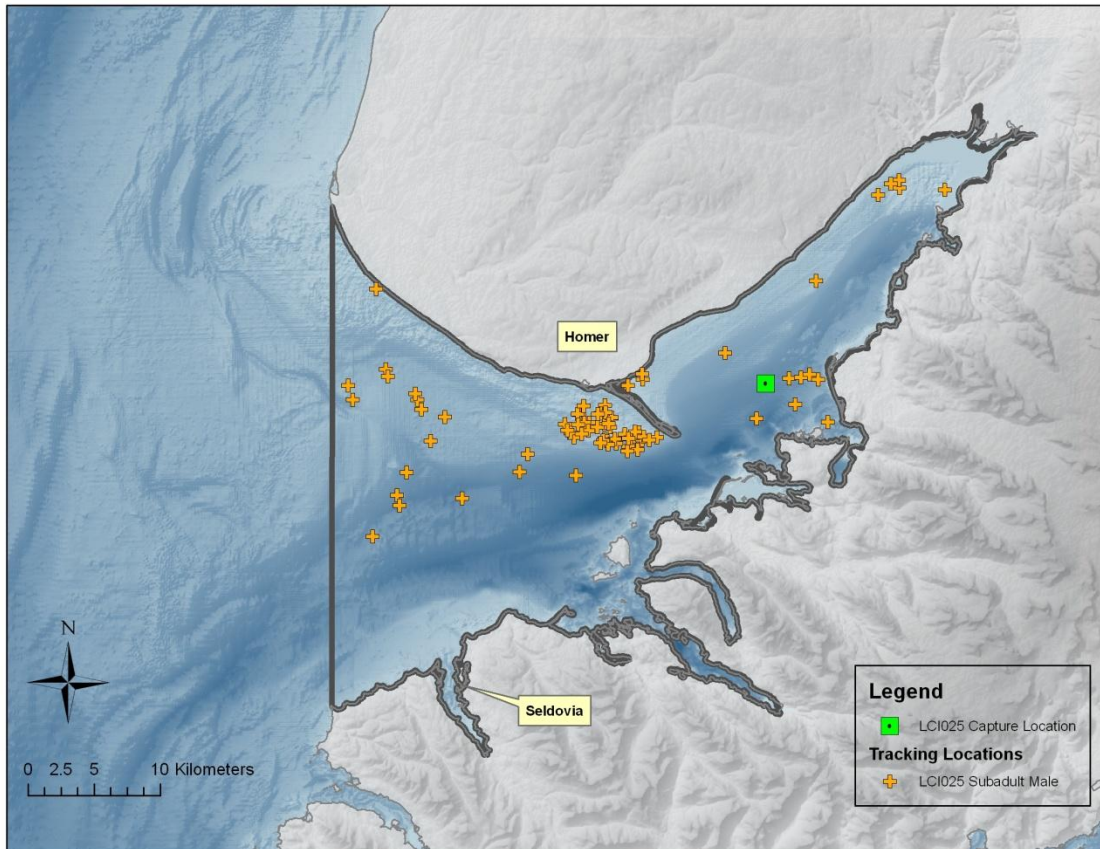 Homer
N
Seldovia
0 2.5 5 10 Kilometers
Legend
LCI025 Capture Location
Tracking Locations
LCI025 Subadult Male